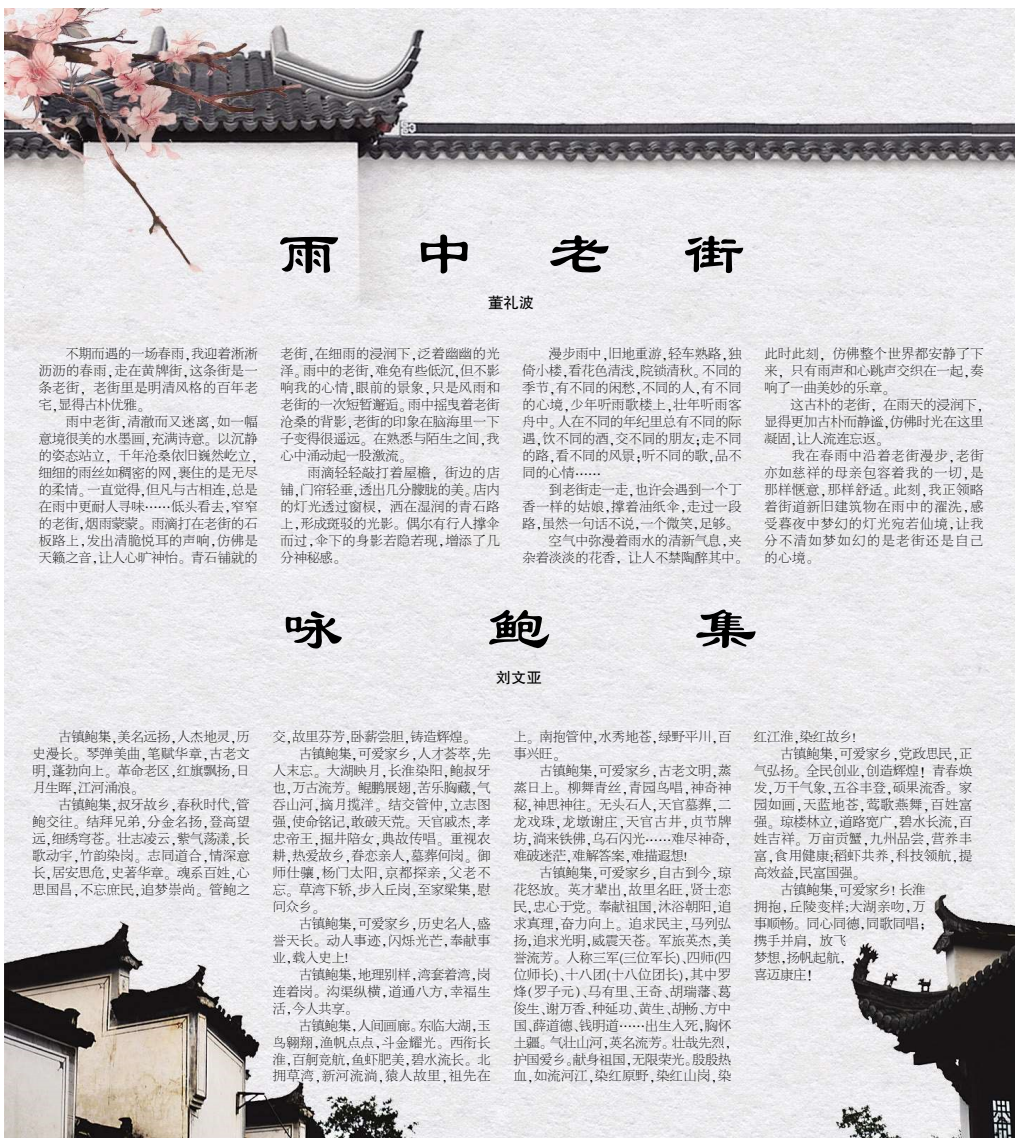 雨中老街
董礼波
不期而遇的一场春雨,我迎着淅淅
沥沥的春雨,走在黄牌街,这条街是一
条老街,老街里是明清风格的百年老
宅,显得古朴优雅。
雨中老街,清澈而又迷离,如一幅
意境很美的水墨画,充满诗意。以沉静
的姿态站立,千年沧桑依旧巍然屹立,
细细的雨丝如稠密的网,裹住的是无尽
的柔情。一直觉得,但凡与古相连,总是
在雨中更耐人寻味……低头看去,窄窄
的老街,烟雨蒙蒙。雨滴打在老街的石
板路上,发出清脆悦耳的声响,仿佛是
天籁之音,让人心旷神怡。青石铺就的
老街,在细雨的浸润下,泛着幽幽的光
泽。雨中的老街,难免有些低沉,但不影
响我的心情,眼前的景象,只是风雨和
老街的一次短暂邂逅。雨中摇曳着老街
沧桑的背影,老街的印象在脑海里一下
子变得很遥远。在熟悉与陌生之间,我
心中涌动起一股激流。
雨滴轻轻敲打着屋檐,街边的店
铺,门帘轻垂,透出几分朦胧的美。店内
的灯光透过窗棂,洒在湿润的青石路
上,形成斑驳的光影。偶尔有行人撑伞
而过,伞下的身影若隐若现,增添了几
分神秘感。
漫步雨中,旧地重游,轻车熟路,独
倚小楼,看花色清浅,院锁清秋。不同的
季节,有不同的闲愁,不同的人,有不同
的心境,少年听雨歌楼上,壮年听雨客
舟中。人在不同的年纪里总有不同的际
遇,饮不同的酒,交不同的朋友;走不同
的路,看不同的风景;听不同的歌,品不
同的心情……
到老街走一走,也许会遇到一个丁
香一样的姑娘,撑着油纸伞,走过一段
路,虽然一句话不说,一个微笑,足够。
空气中弥漫着雨水的清新气息,夹
杂着淡淡的花香,让人不禁陶醉其中。
此时此刻,仿佛整个世界都安静了下
来,只有雨声和心跳声交织在一起,奏
响了一曲美妙的乐章。
这古朴的老街,在雨天的浸润下,
显得更加古朴而静谧,仿佛时光在这里
凝固,让人流连忘返。
我在春雨中沿着老街漫步,老街
亦如慈祥的母亲包容着我的一切,是
那样惬意,那样舒适。此刻,我正领略
着街道新旧建筑物在雨中的濯洗,感
受着夜中梦幻的灯光宛若仙境,让我
分不清如梦如幻的是老街还是自己
的心境。
咏鲍集
刘文亚
古镇鲍集,美名远扬,人杰地灵,历
史漫长。琴弹美曲,笔赋华章,古老文
明,蓬勃向上。革命老区,红旗飘扬,日
月生晖,江河涌浪。
古镇鲍集,叔牙故乡,春秋时代,管
鲍交往。结拜兄弟,分金名扬,登高望
远,细绣穹苍。壮志凌云,紫气荡漾,长
歌动宇,竹韵染岗。志同道合,情深意
长,居安思危,史著华章。魂系百姓,心
思国昌,不忘庶民,追梦崇尚。管鲍之
交,故里芬芳,卧薪尝胆,铸造辉煌。
古镇鲍集,可爱家乡,人才荟萃,先
人未忘。大湖映月,长淮染阳,鲍叔牙
也,万古流芳。鲲鹏展翅,苦乐胸藏,气
吞山河,摘月揽洋。结交管仲,立志图
强,使命铭记,敢破天荒。天官戚杰,孝
忠帝王,掘井陪女,典故传唱。重视农
耕,热爱故乡,眷恋亲人,墓葬何岗。御
师仕骧,杨门太阳,京都探亲,父老不
忘。草湾下轿,步入丘岗,至家梁集,慰
问众乡。
古镇鲍集,可爱家乡,历史名人,盛
誉天长。动人事迹,闪烁光芒,奉献事
业,载入史上!
古镇鲍集,地理别样,湾套着湾,岗
连着岗。沟渠纵横,道通八方,幸福生
活,今人共享。
古镇鲍集,人间画廊。东临大湖,玉
鸟翱翔,渔帆点点,斗金耀光。西衔长
淮,百舸竞航,鱼虾肥美,碧水流长。北
拥草湾,新河流淌,猿人故里,祖先在
上。南抱管仲,水秀地苍,绿野平川,百
事兴旺。
古镇鲍集,可爱家乡,古老文明,蒸
蒸日上。柳舞青丝,青园鸟唱,神奇神
秘,神思神往。无头石人,天官墓葬,二
龙戏珠,龙墩谢庄,天官古井,贞节牌
坊,淌来铁佛,乌石闪光……难尽神奇,
难破迷茫,难解答案,难描遐想!
古镇鲍集,可爱家乡,自古到今,琼
花怒放。英才辈出,故里名旺,贤士恋
民,忠心于党。奉献祖国,沐浴朝阳,追
求真理,奋力向上。追求民主,马列弘
扬,追求光明,威震天苍。军旅英杰,美
誉流芳。人称三军(三位军长)、四师(四
位师长)、十八团(十八位团长),其中罗
烽(罗子元)、马有里、王奇、胡瑞藩、葛
俊生、谢万香、种延功、黄生、胡畅、方中
国、薛道德、钱明道……出生入死,胸怀
土疆。气壮山河,英名流芳。壮哉先烈,
护国爱乡。献身祖国,无限荣光。殷殷热
血,如流河江,染红原野,染红山岗,染
红江淮,染红故乡!
古镇鲍集,可爱家乡,党政思民,正
气弘扬。全民创业,创造辉煌!青春焕
发,万千气象,五谷丰登,硕果流香。家
园如画,天蓝地苍,莺歌燕舞,百姓富
强。琼楼林立,道路宽广,碧水长流,百
姓吉祥。万亩贡蟹,九州品尝,营养丰
富,食用健康;稻虾共养,科技领航,提
高效益,民富国强。
古镇鲍集,可爱家乡!长淮
拥抱,丘陵变样;大湖亲吻,万
事顺畅。同心同德,同歌同唱;
携手并肩,放飞
梦想,扬帆起航,
喜迈康庄!